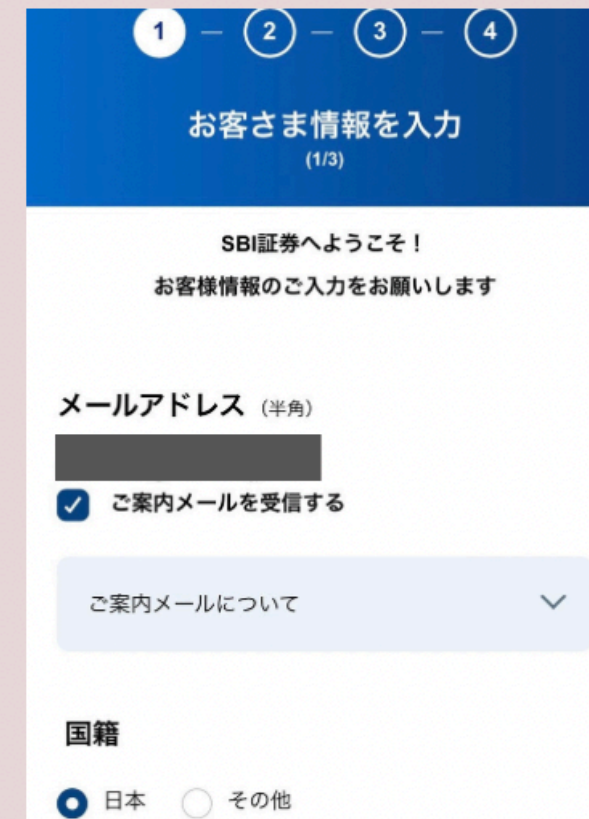 1 – 2 – 3 – 4
お客さま情報を入力
(1/3)
SBI証券へようこそ！
お客様情報のご入力をお願いします
メールアドレス (半角)
ご案内メールを受信する
ご案内メールについて
国籍
日本 その他